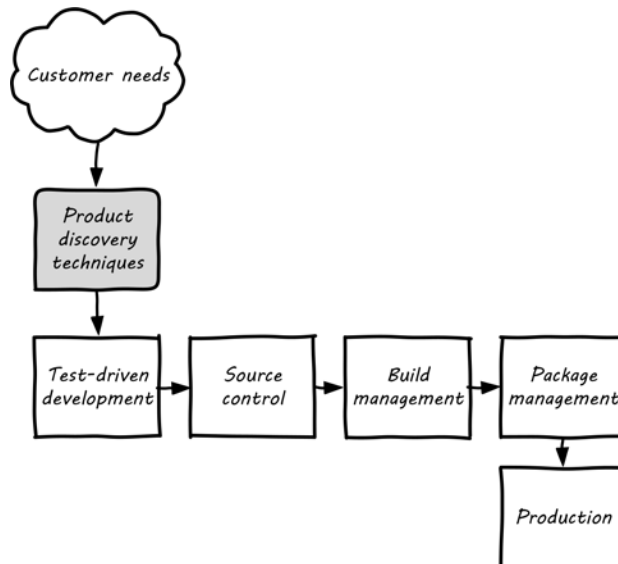 Customer needs
Product
discovery
techniques
Test-driven
development
Source
control
Build
management
Package
management
Production